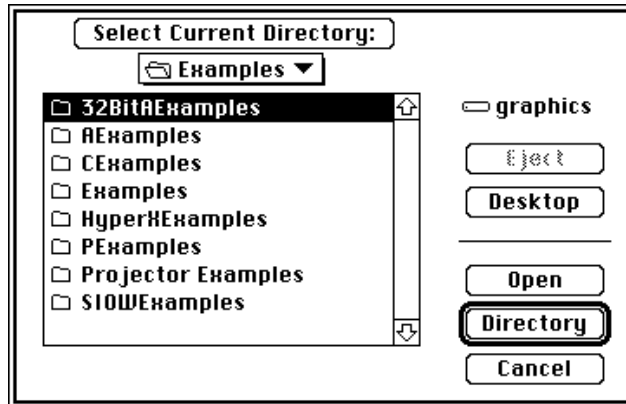 Select Current Directory:
Examples
32BitAExamples
AExamples
CExamples
Examples
HyperXExamples
PExamples
Projector Examples
SIOWExamples
graphics
Eject
Desktop
Open
Directory
Cancel